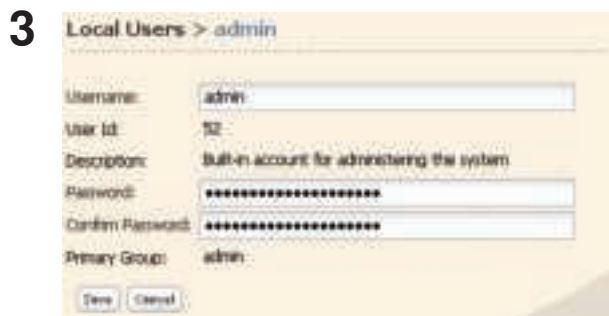 3
Local Users > admin
Username: admin
User Id: 52
Description: Built-in account for administering the system
Password: •••••••••••••••••••••
Confirm Password: •••••••••••••••••••••
Primary Group: admin
Save Cancel